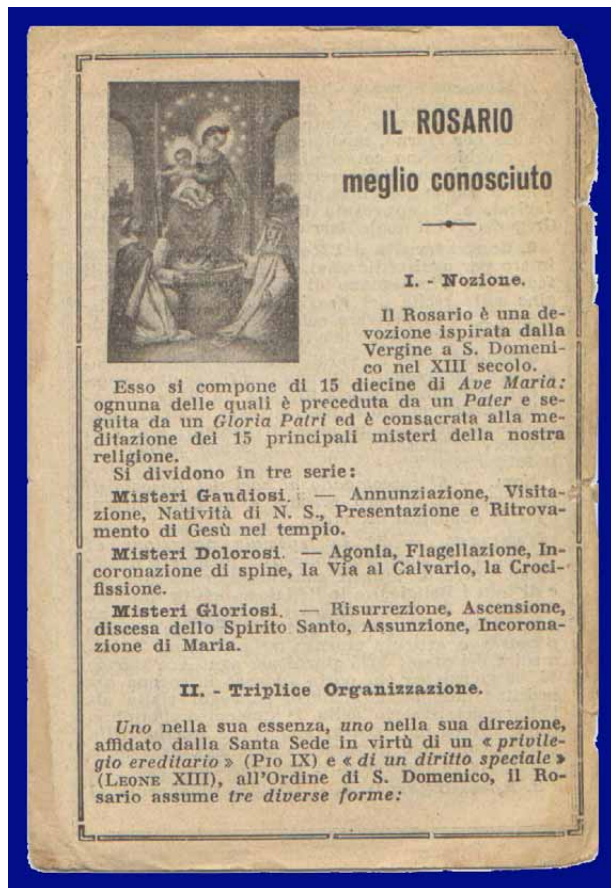 IL ROSARIO
meglio conosciuto
I. - Nozione.
Il Rosario è una de-
vozione ispirata dalla
Vergine a S. Domeni-
co nel XIII secolo.
Esso si compone di 15 diecine di Ave Maria:
ognuna delle quali è preceduta da un Pater e se-
guita da un Gloria Patri ed è consacrata alla me-
ditazione dei 15 principali misteri della nostra
religione.
Si dividono in tre serie:
Misteri Gaudiosi. — Annunziazione, Visita-
zione, Natività di N. S., Presentazione e Ritrova-
mento di Gesù nel tempio.
Misteri Dolorosi. — Agonia, Flagellazione, In-
coronazione di spine, la Via al Calvario, la Croci-
fissione.
Misteri Gloriosi. — Risurrezione, Ascensione,
discesa dello Spirito Santo, Assunzione, Incorona-
zione di Maria.
II. - Triplice Organizzazione.
Uno nella sua essenza, uno nella sua direzione,
affidato dalla Santa Sede in virtù di un « privile-
gio ereditario » (PIO IX) e « di un diritto speciale »
(LEONE XIII), all'Ordine di S. Domenico, il Ro-
sario assume tre diverse forme: